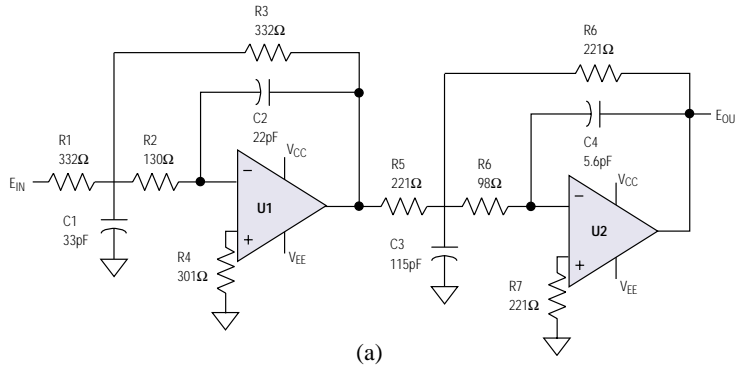 R3
332Ω
R6
221Ω
C2
22pF
C4
5.6pF
E_OU
R1
332Ω
R2
130Ω
V_CC
R5
221Ω
R6
98Ω
V_CC
E_IN
−
U1
+
−
U2
+
C1
33pF
R4
301Ω
V_EE
C3
115pF
R7
221Ω
V_EE
(a)